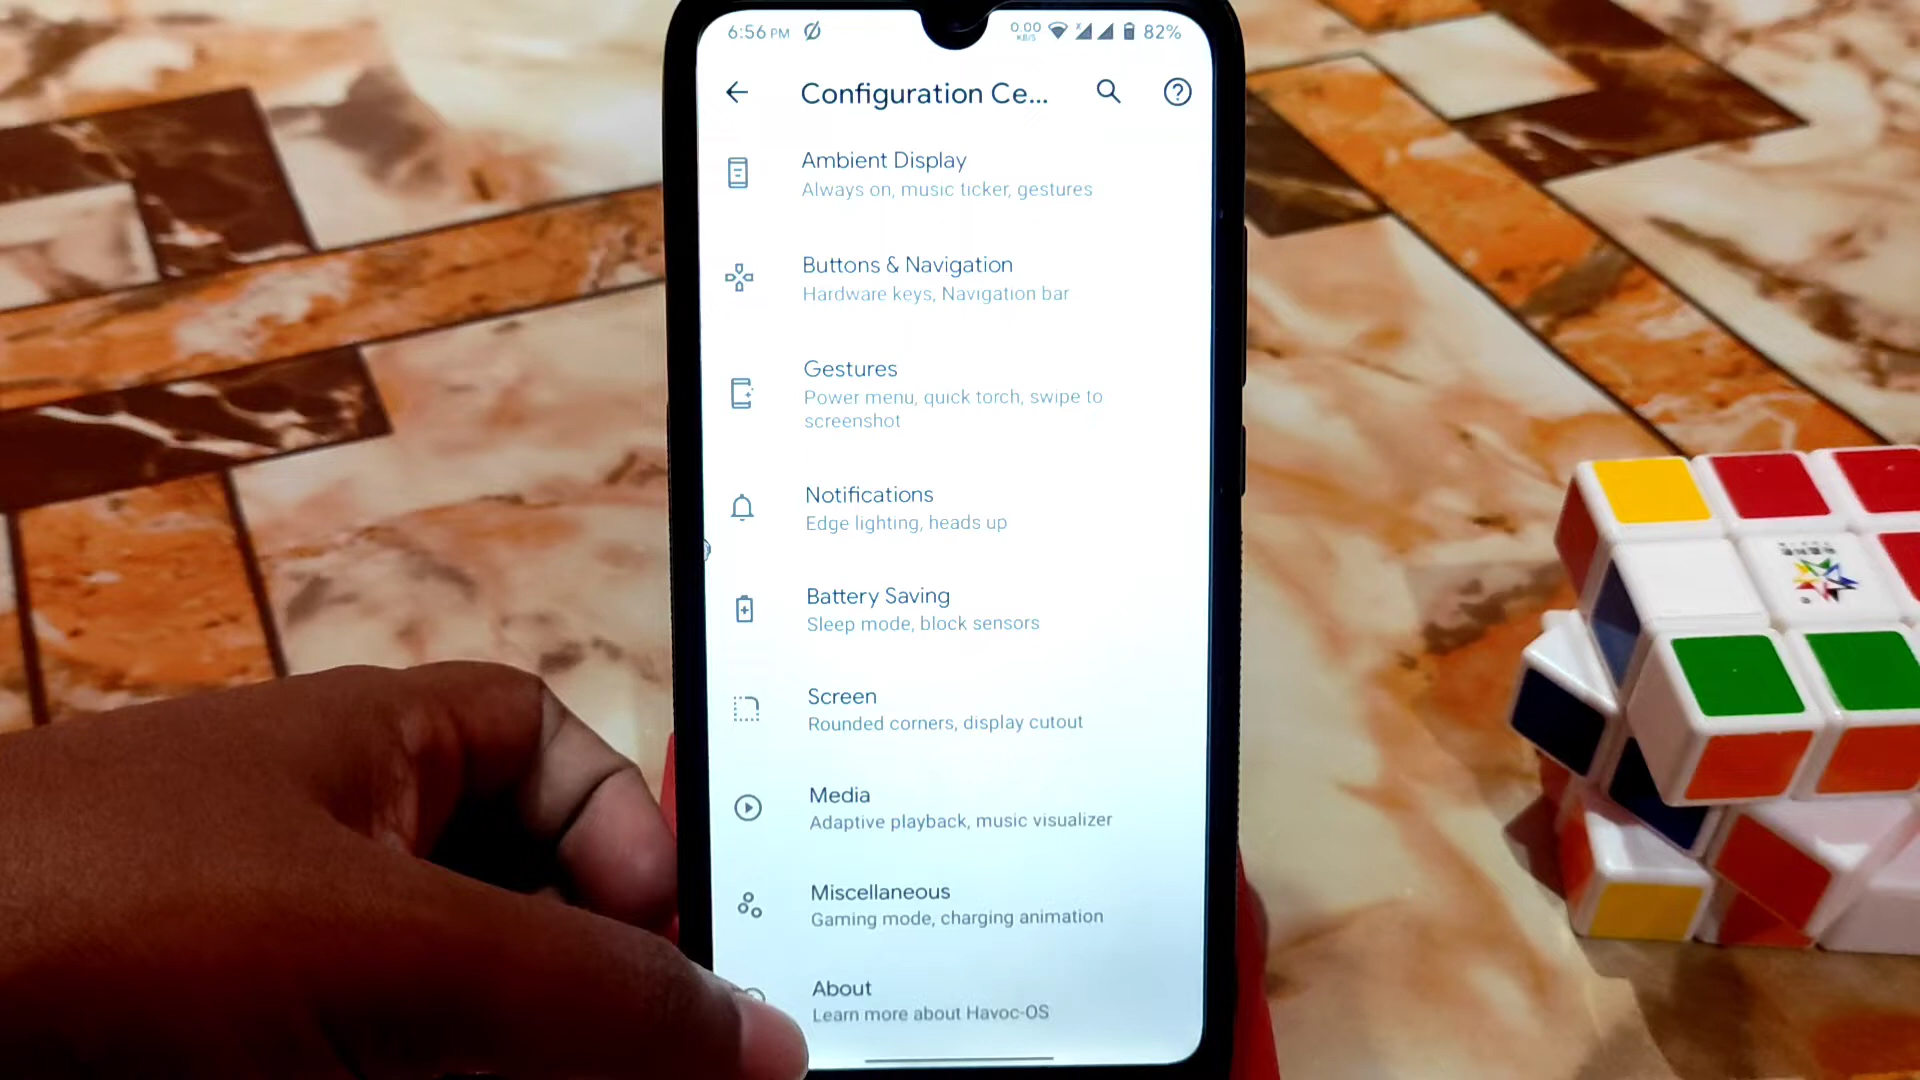 6:56 PM
0.00
KB/S
82%
Configuration Ce...
Ambient Display
Always on, music ticker, gestures
Buttons & Navigation
Hardware keys, Navigation bar
Gestures
Power menu, quick torch, swipe to
screenshot
Notifications
Edge lighting, heads up
Battery Saving
Sleep mode, block sensors
Screen
Rounded corners, display cutout
Media
Adaptive playback, music visualizer
Miscellaneous
Gaming mode, charging animation
About
Learn more about Havoc-OS